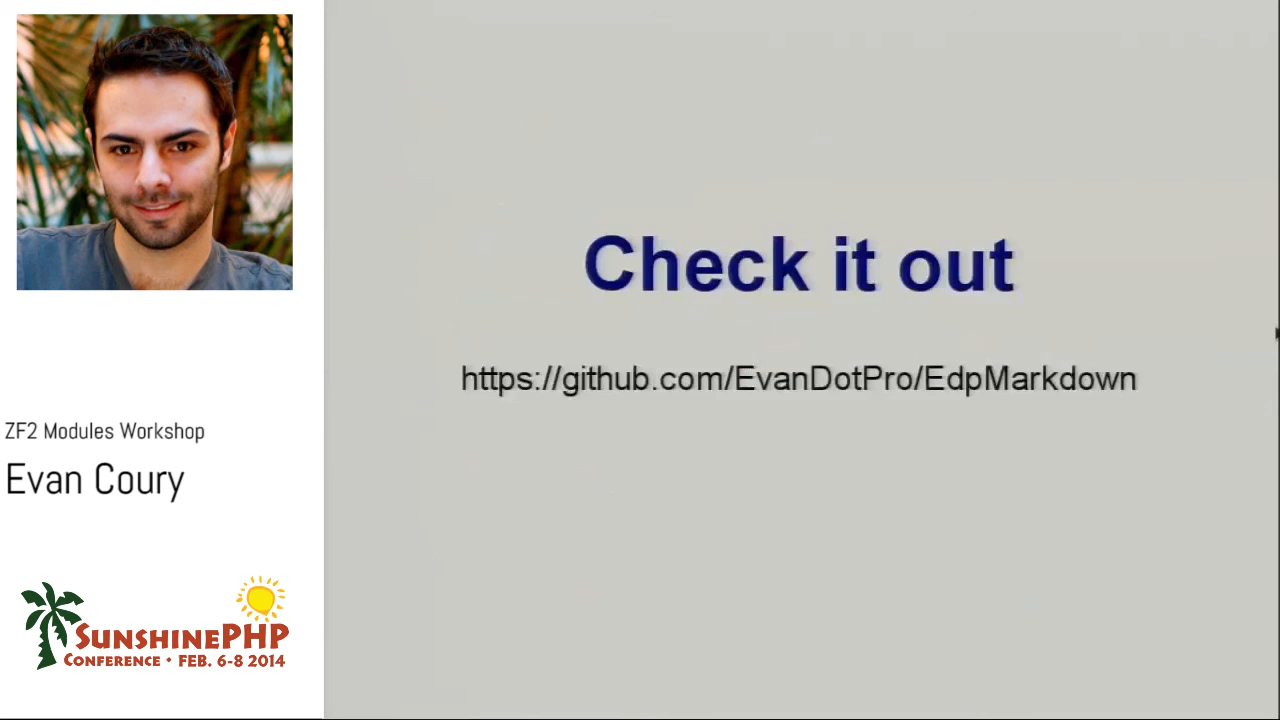 ZF2 Modules Workshop
Evan Coury
SUNSHINEPHP
CONFERENCE • FEB. 6-8 2014
Check it out
https://github.com/EvanDotPro/EdpMarkdown